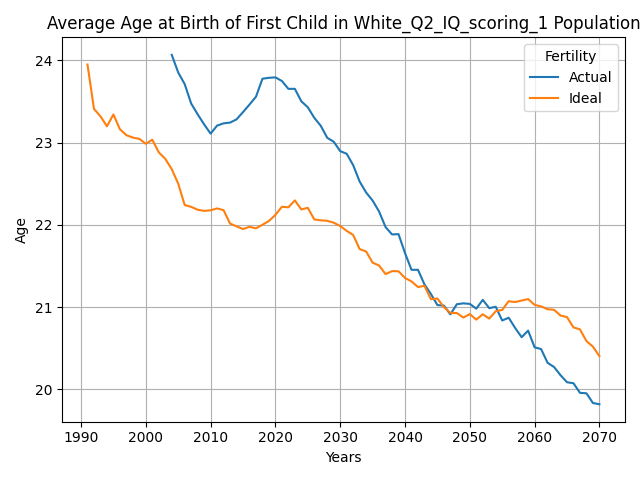 Average Age at Birth of First Child in White_Q2_IQ_scoring_1 Population
Fertility
Actual
Ideal
24
23
22
21
20
Age
1990 2000 2010 2020 2030 2040 2050 2060 2070
Years